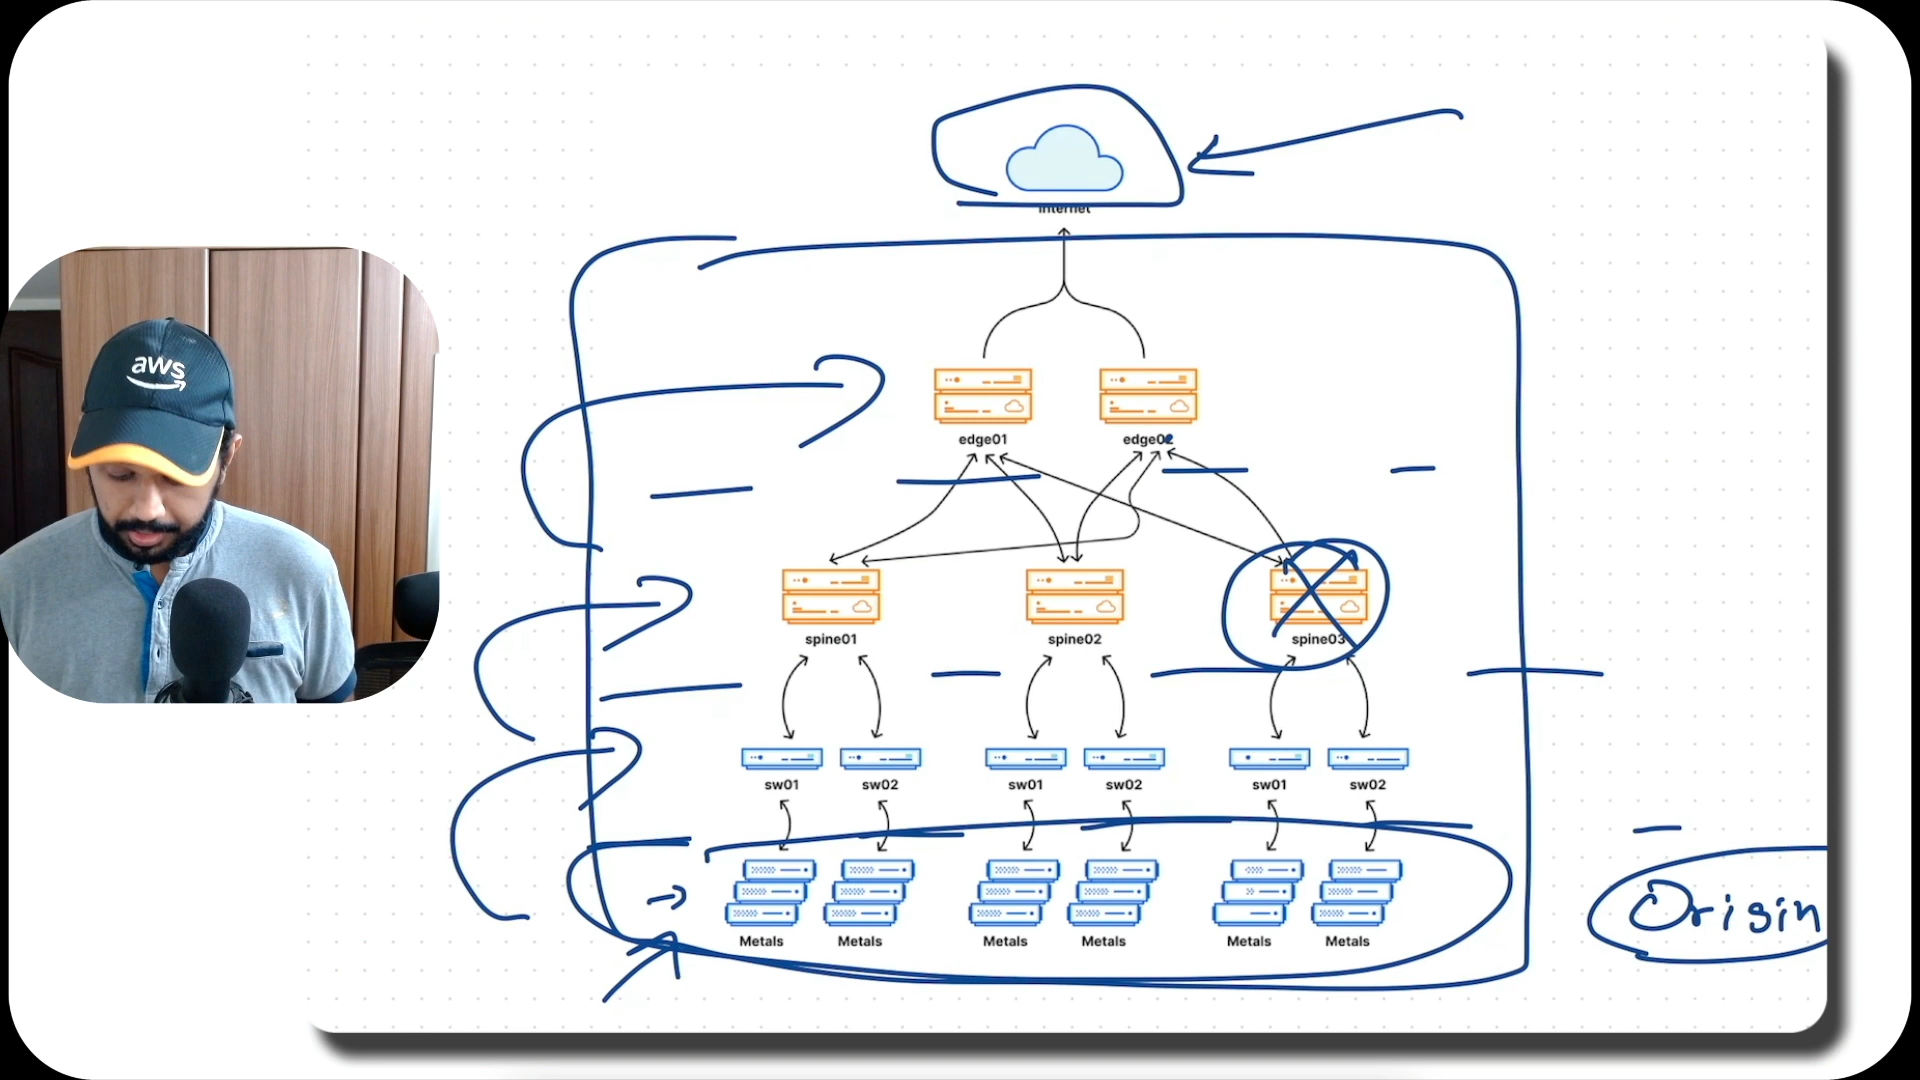 Internet
aws
edge01 edge02
spine01 spine02 spine03
sw01 sw02 sw01 sw02 sw01 sw02
Origin
Metals Metals Metals Metals Metals Metals